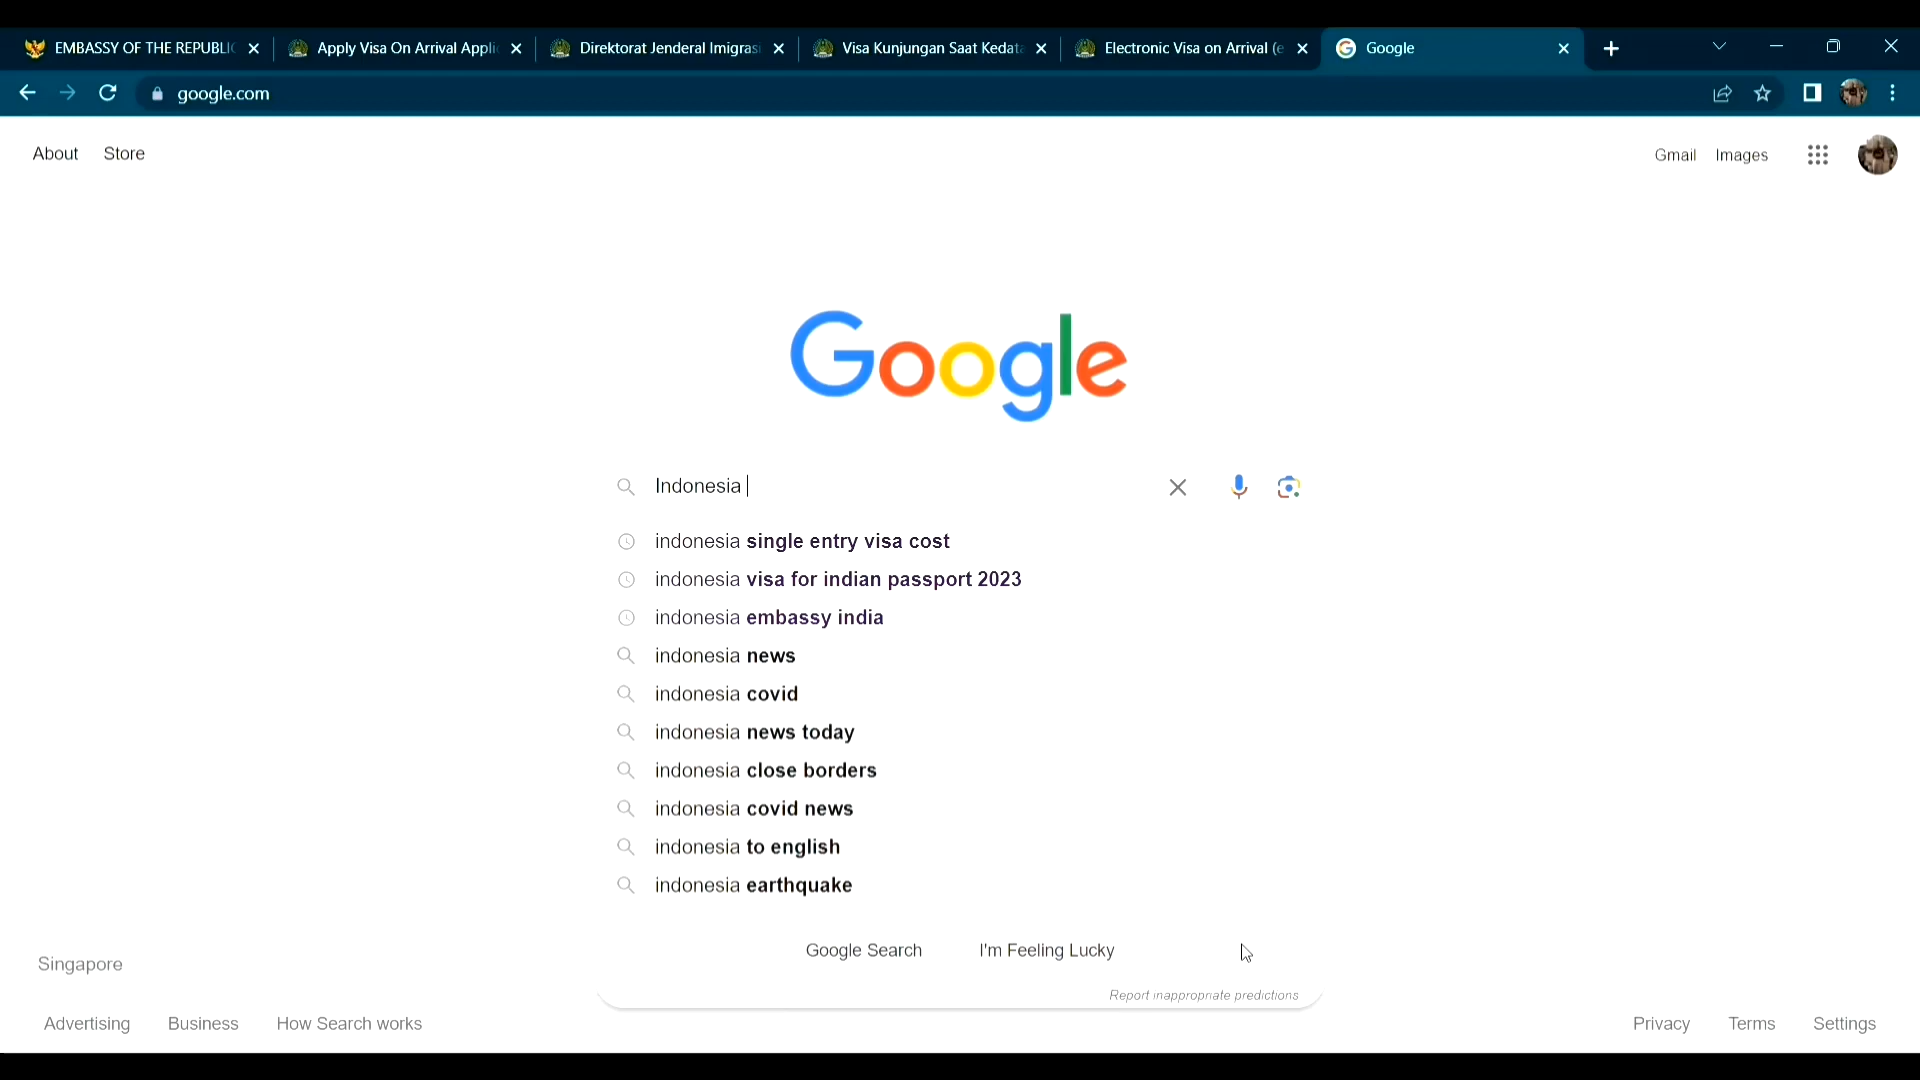 EMBASSY OF THE REPUBLIC
Apply Visa On Arrival Appli
Direktorat Jenderal Imigrasi
Visa Kunjungan Saat Kedata
Electronic Visa on Arrival (e
Google
google.com
About Store
Gmail Images
Google
Indonesia
indonesia single entry visa cost
indonesia visa for indian passport 2023
indonesia embassy india
indonesia news
indonesia covid
indonesia news today
indonesia close borders
indonesia covid news
indonesia to english
indonesia earthquake
Google Search I'm Feeling Lucky
Singapore
Report inappropriate predictions
Advertising Business How Search works
Privacy Terms Settings